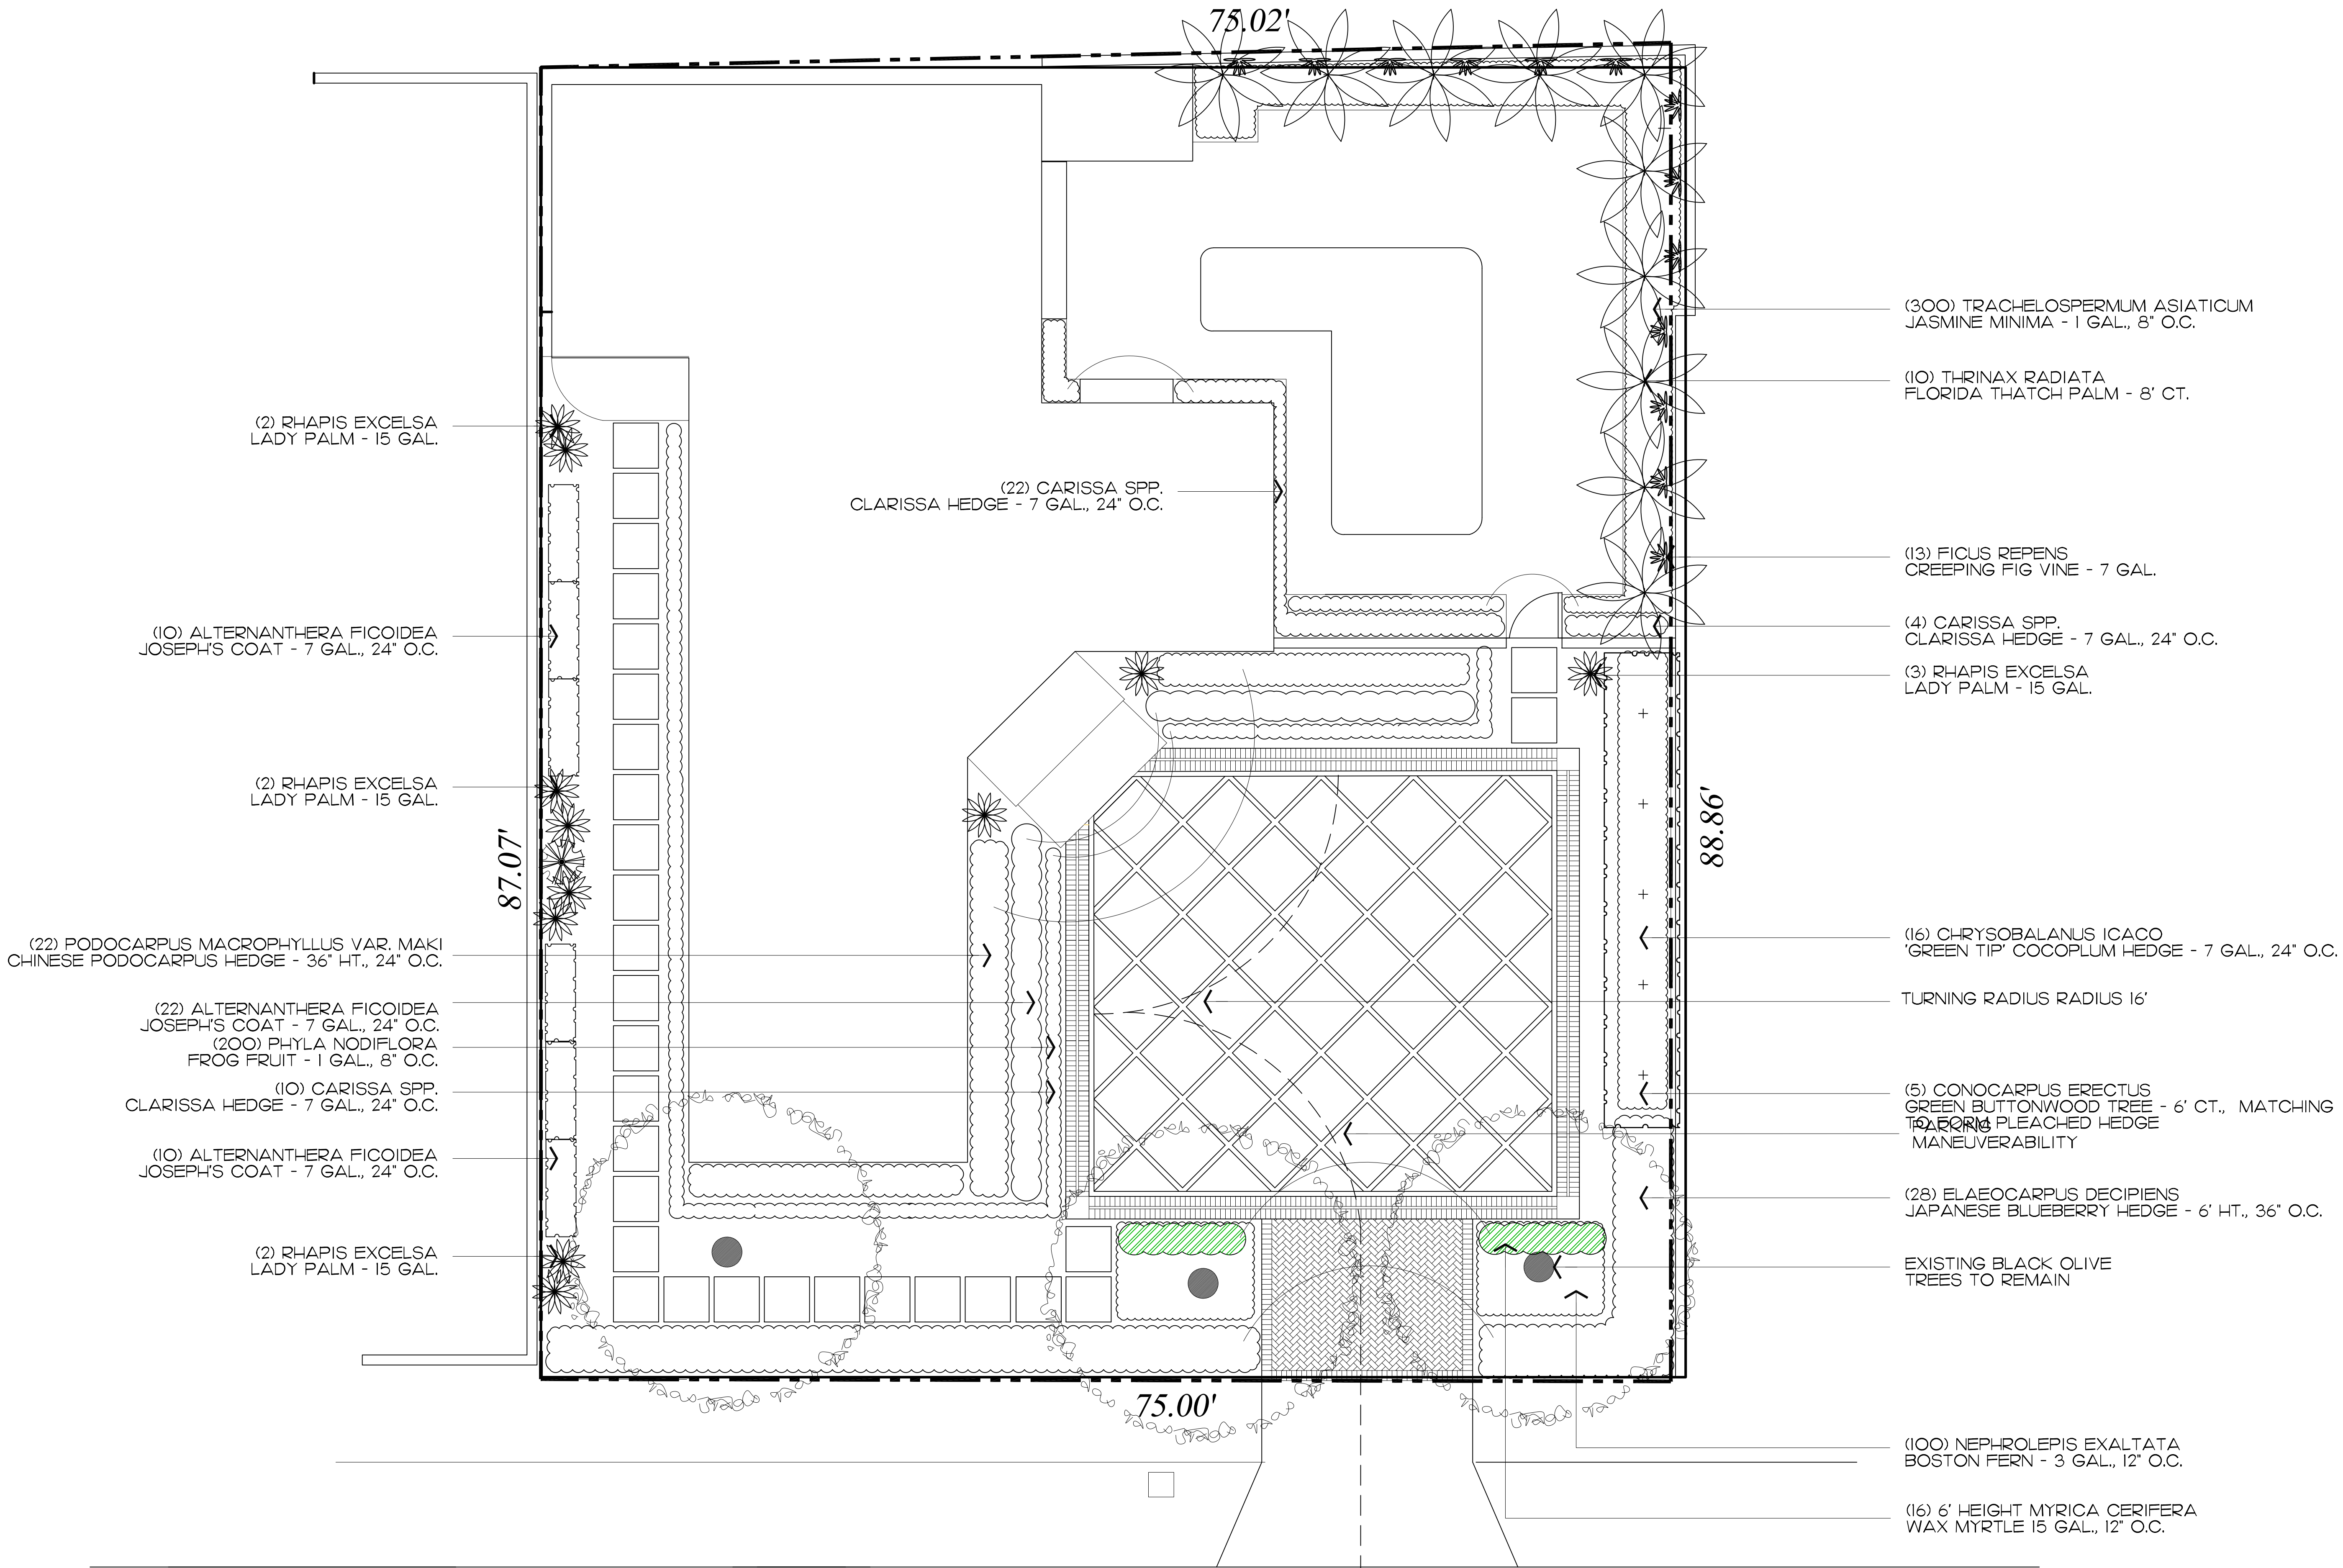 75.02'
(2) RHAPIS EXCELSA
LADY PALM - 15 GAL.
(10) ALTERNANTHERA FICOIDEA
JOSEPH'S COAT - 7 GAL., 24" O.C.
(2) RHAPIS EXCELSA
LADY PALM - 15 GAL.
87.07'
(22) PODOCARPUS MACROPHYLLUS VAR. MAKI
CHINESE PODOCARPUS HEDGE - 36" HT., 24" O.C.
(22) ALTERNANTHERA FICOIDEA
JOSEPH'S COAT - 7 GAL., 24" O.C.
(200) PHYLA NODIFLORA
FROG FRUIT - 1 GAL., 8" O.C.
(10) CARISSA SPP.
CLARISSA HEDGE - 7 GAL., 24" O.C.
(10) ALTERNANTHERA FICOIDEA
JOSEPH'S COAT - 7 GAL., 24" O.C.
(2) RHAPIS EXCELSA
LADY PALM - 15 GAL.
(22) CARISSA SPP.
CLARISSA HEDGE - 7 GAL., 24" O.C.
75.00'
(300) TRACHELOSPERMUM ASIATICUM
JASMINE MINIMA - 1 GAL., 8" O.C.
(10) THRINAX RADIATA
FLORIDA THATCH PALM - 8' CT.
(13) FICUS REPENS
CREEPING FIG VINE - 7 GAL.
(4) CARISSA SPP.
CLARISSA HEDGE - 7 GAL., 24" O.C.
(3) RHAPIS EXCELSA
LADY PALM - 15 GAL.
88.86'
(16) CHRYSOBALANUS ICACO
'GREEN TIP' COCOPLUM HEDGE - 7 GAL., 24" O.C.
TURNING RADIUS RADIUS 16'
(5) CONOCARPUS ERECTUS
GREEN BUTTONWOOD TREE - 6' CT., MATCHING
TO FORM PLEACHED HEDGE
PARKING
MANEUVERABILITY
(28) ELAEOCARPUS DECIPIENS
JAPANESE BLUEBERRY HEDGE - 6' HT., 36" O.C.
EXISTING BLACK OLIVE
TREES TO REMAIN
(100) NEPHROLEPIS EXALTATA
BOSTON FERN - 3 GAL., 12" O.C.
(16) 6' HEIGHT MYRICA CERIFERA
WAX MYRTLE 15 GAL., 12" O.C.